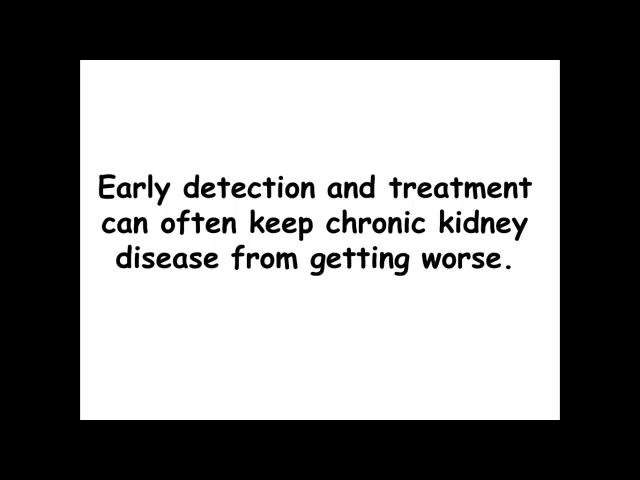 Early detection and treatment
can often keep chronic kidney
disease from getting worse.